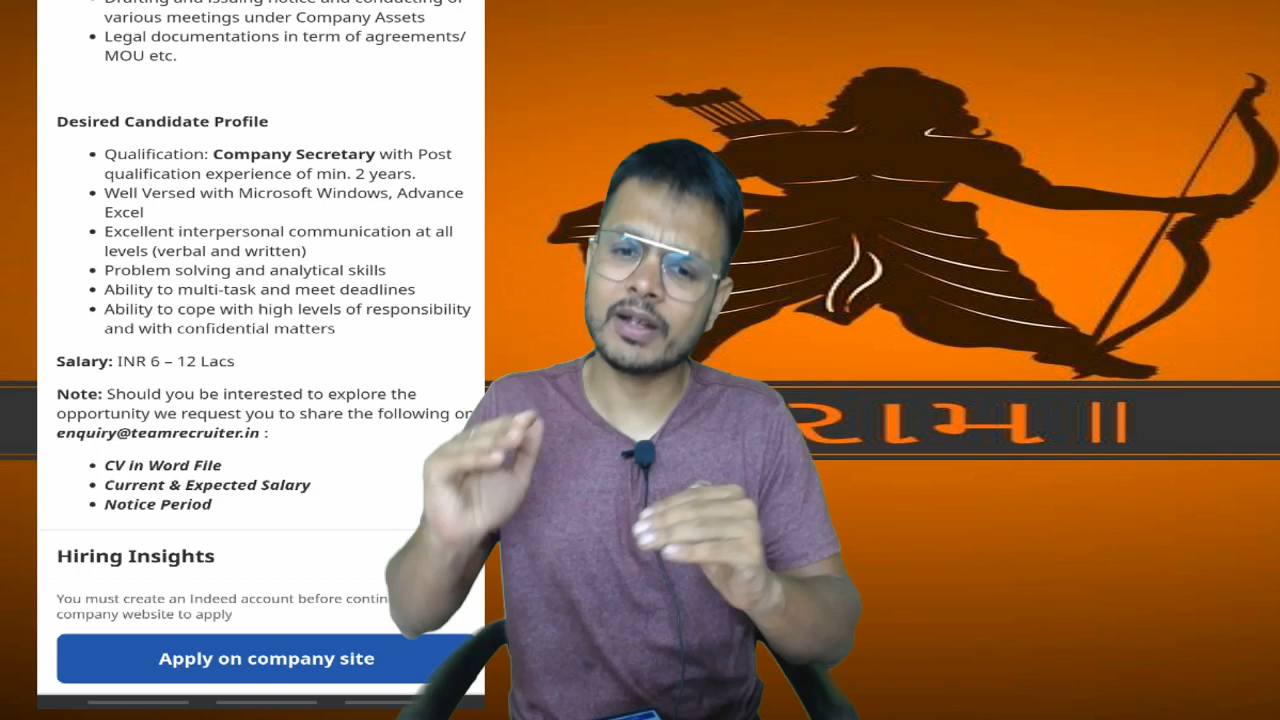 Drafting and issuing notice and conducting of
various meetings under Company Assets
• Legal documentations in term of agreements/
MOU etc.
Desired Candidate Profile
• Qualification: Company Secretary with Post
qualification experience of min. 2 years.
• Well Versed with Microsoft Windows, Advance
Excel
• Excellent interpersonal communication at all
levels (verbal and written)
• Problem solving and analytical skills
• Ability to multi-task and meet deadlines
• Ability to cope with high levels of responsibility
and with confidential matters
Salary: INR 6 – 12 Lacs
Note: Should you be interested to explore the
opportunity we request you to share the following on
enquiry@teamrecruiter.in :
• CV in Word File
• Current & Expected Salary
• Notice Period
Hiring Insights
You must create an Indeed account before
company website to apply
Apply on company site
રામ ||